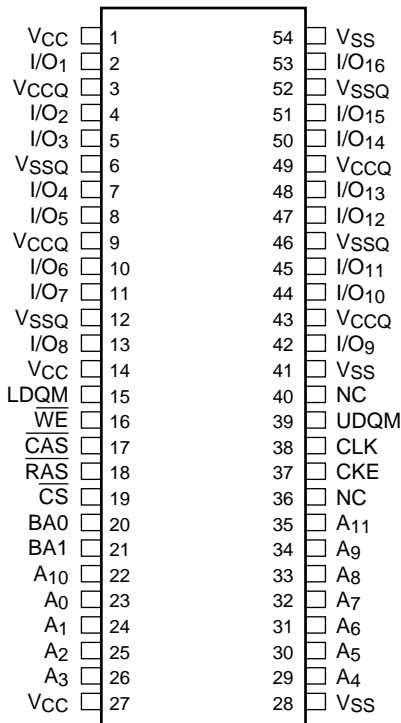 VCC 1 54 VSS
I/O1 2 53 I/O16
VCCQ 3 52 VSSQ
I/O2 4 51 I/O15
I/O3 5 50 I/O14
VSSQ 6 49 VCCQ
I/O4 7 48 I/O13
I/O5 8 47 I/O12
VCCQ 9 46 VSSQ
I/O6 10 45 I/O11
I/O7 11 44 I/O10
VSSQ 12 43 VCCQ
I/O8 13 42 I/O9
VCC 14 41 VSS
LDQM 15 40 NC
WE 16 39 UDQM
CAS 17 38 CLK
RAS 18 37 CKE
CS 19 36 NC
BA0 20 35 A11
BA1 21 34 A9
A10 22 33 A8
A0 23 32 A7
A1 24 31 A6
A2 25 30 A5
A3 26 29 A4
VCC 27 28 VSS